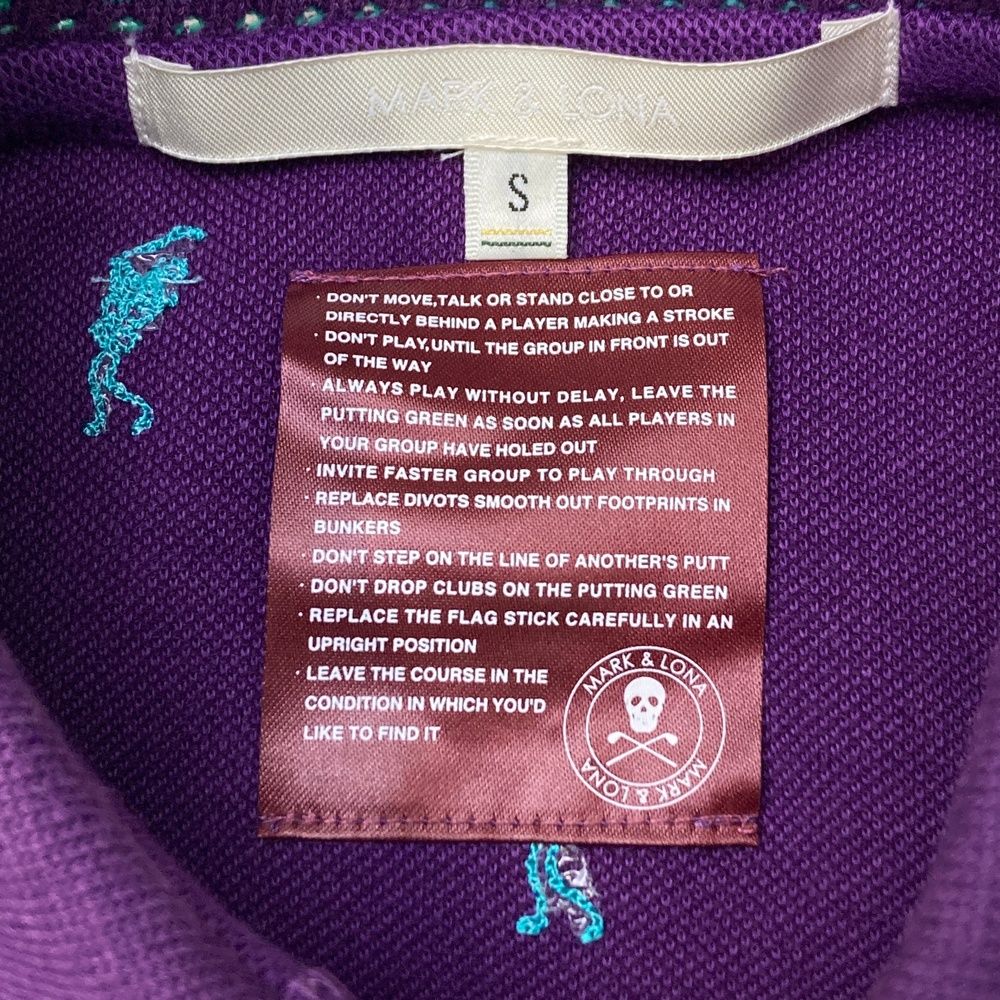 MARK & LONA
S
· DON'T MOVE,TALK OR STAND CLOSE TO OR
DIRECTLY BEHIND A PLAYER MAKING A STROKE
· DON'T PLAY,UNTIL THE GROUP IN FRONT IS OUT
OF THE WAY
· ALWAYS PLAY WITHOUT DELAY, LEAVE THE
PUTTING GREEN AS SOON AS ALL PLAYERS IN
YOUR GROUP HAVE HOLED OUT
· INVITE FASTER GROUP TO PLAY THROUGH
· REPLACE DIVOTS SMOOTH OUT FOOTPRINTS IN
BUNKERS
· DON'T STEP ON THE LINE OF ANOTHER'S PUTT
· DON'T DROP CLUBS ON THE PUTTING GREEN
· REPLACE THE FLAG STICK CAREFULLY IN AN
UPRIGHT POSITION
· LEAVE THE COURSE IN THE
CONDITION IN WHICH YOU'D
LIKE TO FIND IT
MARK & LONA
MARK & LONA